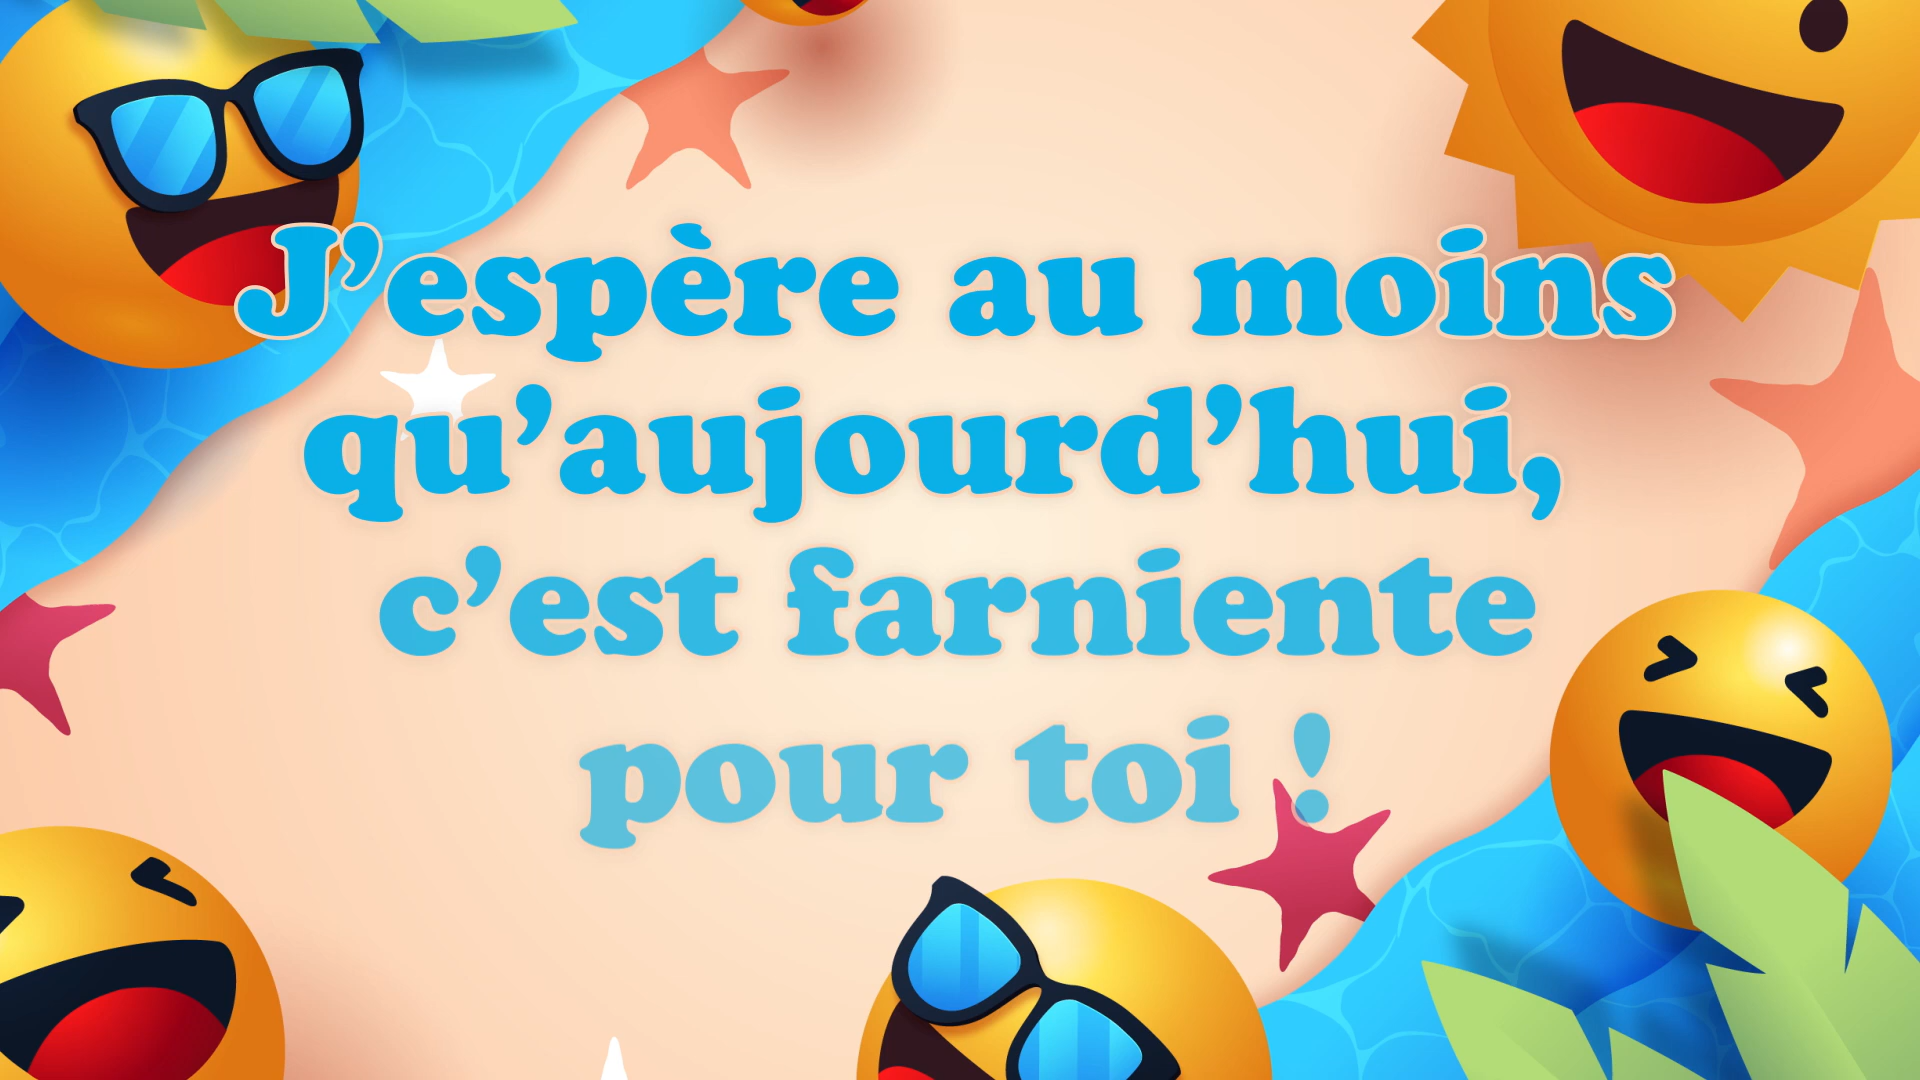 J’espère au moins
qu’aujourd’hui,
c’est farniente
pour toi !